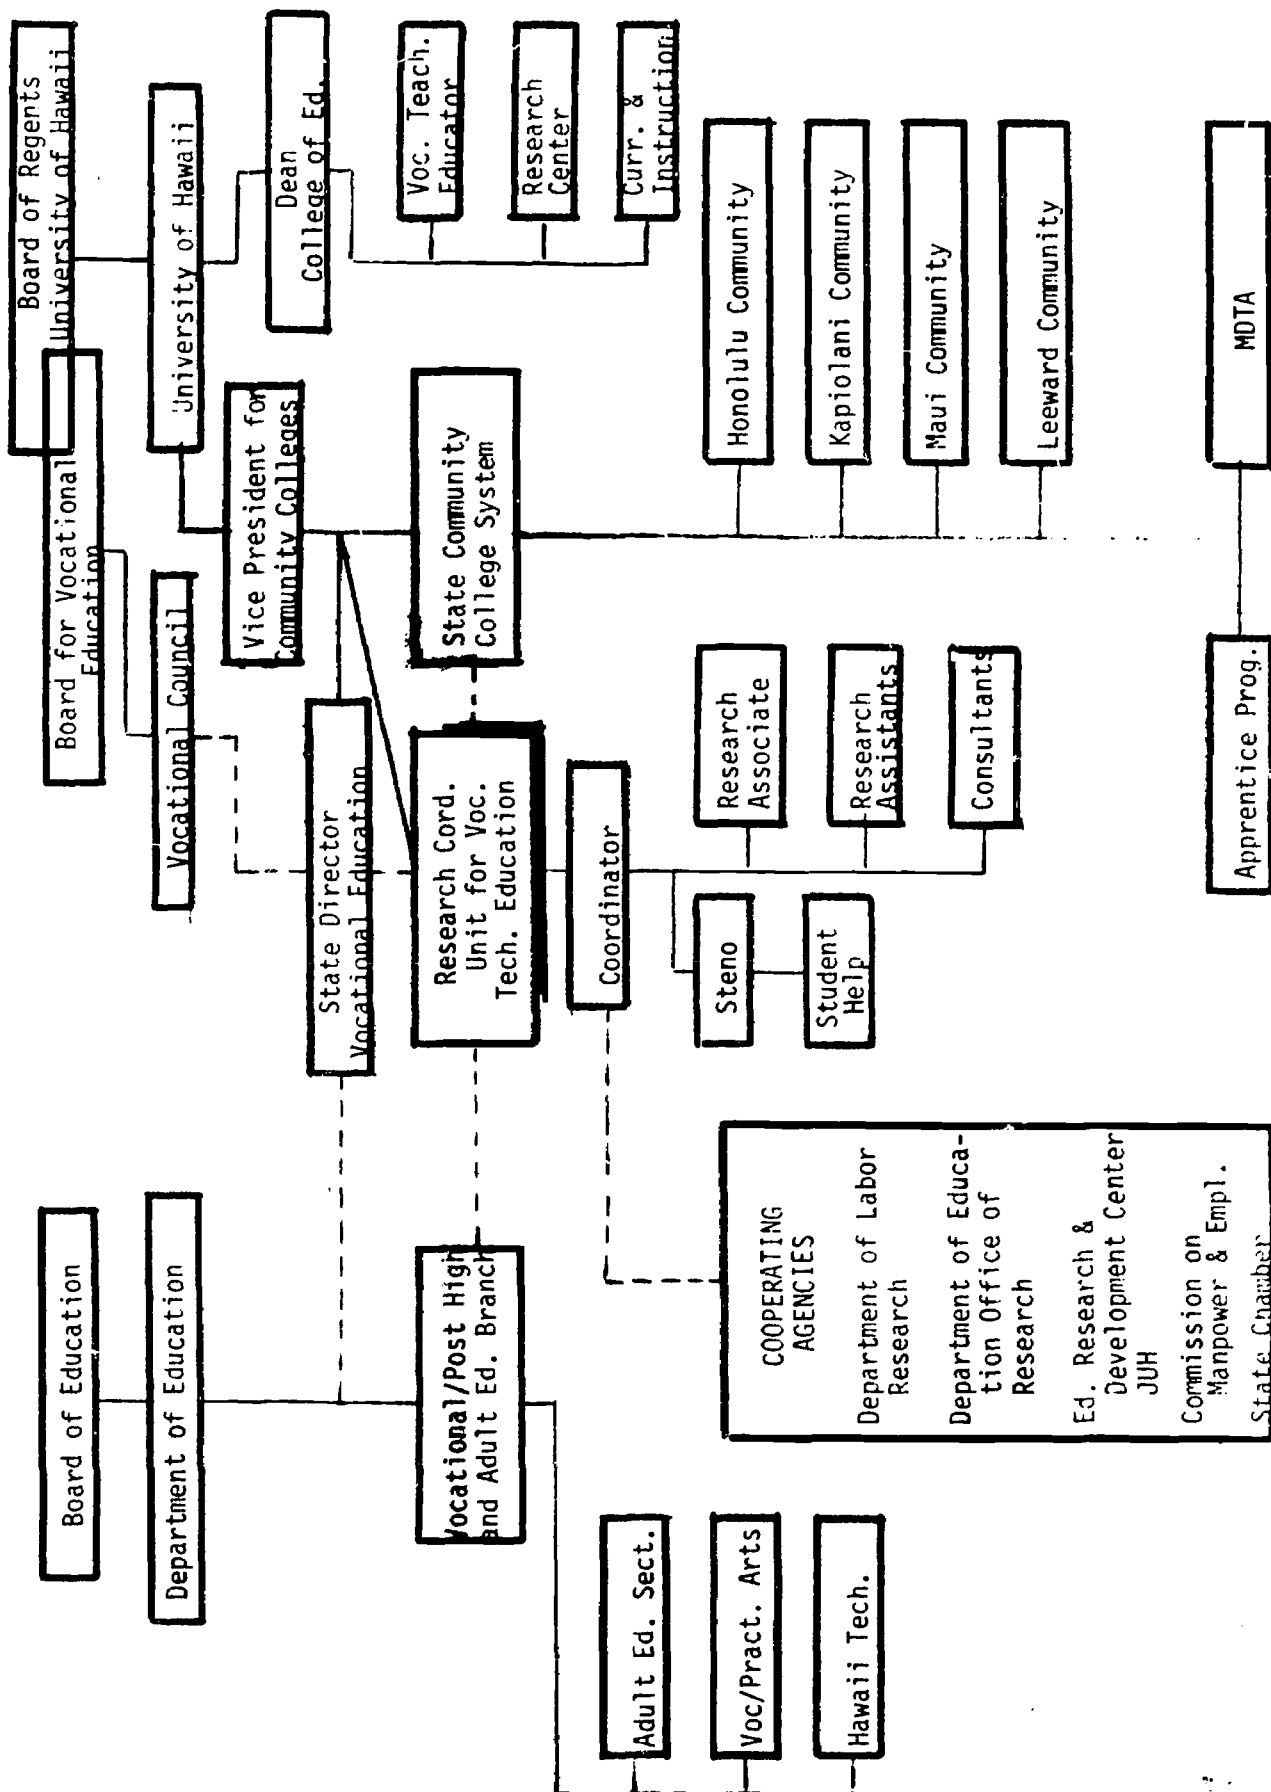 Board of Education
Department of Education
Vocational/Post High
and Adult Ed. Branch
Adult Ed. Sect.
Voc/Pract. Arts
Hawaii Tech.
Board for Vocational
Education
Vocational Council
State Director
Vocational Education
Research Cord.
Unit for Voc.
Tech. Education
Coordinator
Steno
Student
Help
Research
Associate
Research
Assistants
Consultants
COOPERATING
AGENCIES
Department of Labor
Research
Department of Educa-
tion Office of
Research
Ed. Research &
Development Center
JUH
Commission on
Manpower & Empl.
State Chamber
Board of Regents
University of Hawaii
University of Hawaii
Vice President for
Community Colleges
State Community
College System
Dean
College of Ed.
Voc. Teach.
Educator
Research
Center
Curr. &
Instruction
Honolulu Community
Kapiolani Community
Maui Community
Leeward Community
Apprentice Prog.
MDTA